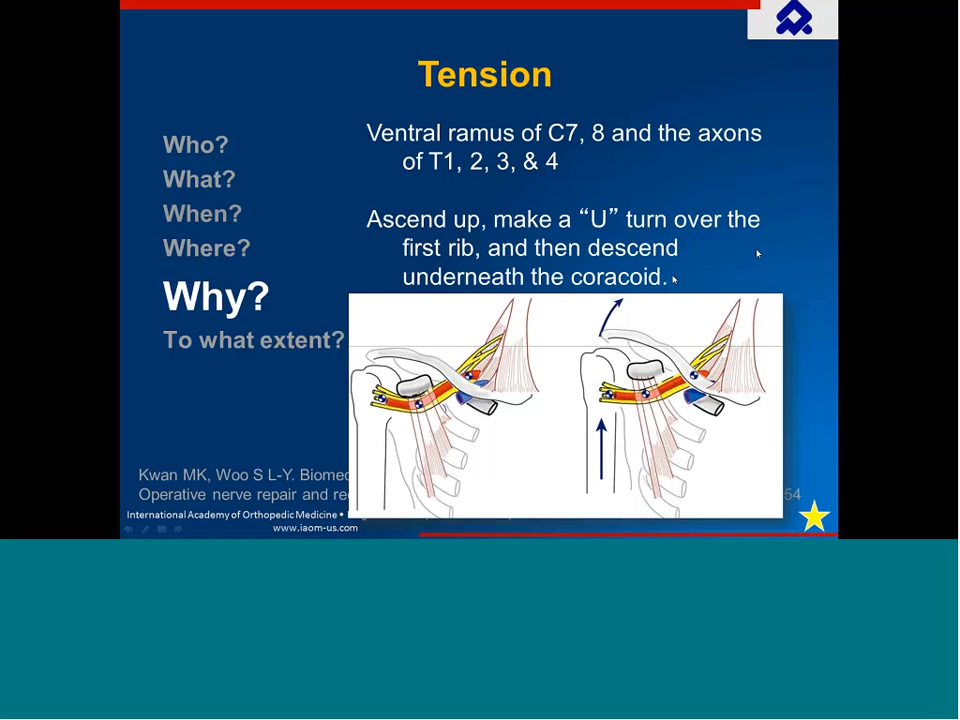 Tension
Who?
What?
When?
Where?
Why?
To what extent?
Ventral ramus of C7, 8 and the axons
of T1, 2, 3, & 4
Ascend up, make a “U” turn over the
first rib, and then descend
underneath the coracoid.
Kwan MK, Woo S L-Y.
Operative nerve repair and 54
International Academy of Orthopedic Medicine •
www.iaom-us.com